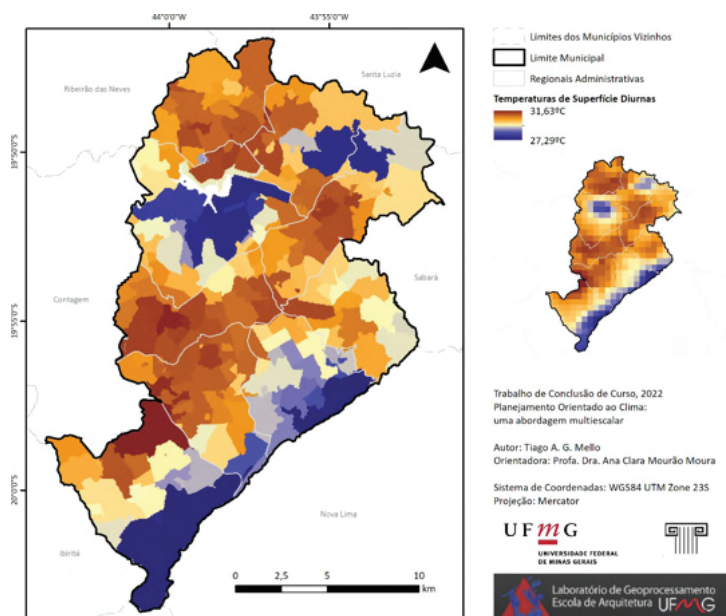 44°0'0"W
43°55'0"W
19°50'0"S
19°55'0"S
20°0'0"S
Ribeirão das Neves
Santa Luzia
Contagem
Sabará
Nova Lima
Ibirité
0 2,5 5 10
km
Limites dos Municípios Vizinhos
Limite Municipal
Regionais Administrativas
Temperaturas de Superfície Diurnas
31,63ºC
27,29ºC
Trabalho de Conclusão de Curso, 2022
Planejamento Orientado ao Clima:
uma abordagem multiescalar
Autor: Tiago A. G. Mello
Orientadora: Profa. Dra. Ana Clara Mourão Moura
Sistema de Coordenadas: WGS84 UTM Zone 23S
Projeção: Mercator
UFmG
UNIVERSIDADE FEDERAL
DE MINAS GERAIS
Laboratório de Geoprocessamento
Escola de Arquitetura UFmG